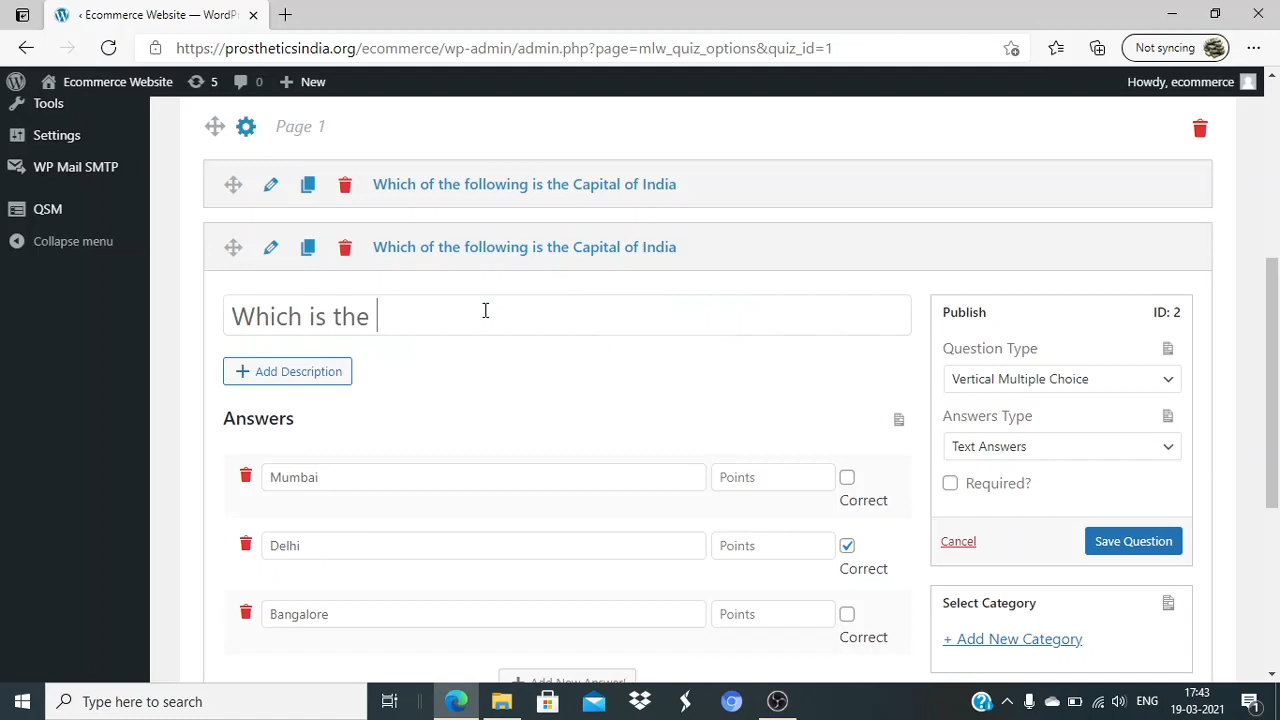 ‹ Ecommerce Website — WordPr
Not syncing
https://prostheticsindia.org/ecommerce/wp-admin/admin.php?page=mlw_quiz_options&quiz_id=1
Ecommerce Website 5 0 New Howdy, ecommerce
Tools
Settings
WP Mail SMTP
QSM
Collapse menu
Page 1
Which of the following is the Capital of India
Which of the following is the Capital of India
Which is the
Add Description
Answers
Mumbai Points
Correct
Delhi Points
Correct
Bangalore Points
Correct
Add New Answer!
Publish ID: 2
Question Type
Vertical Multiple Choice
Answers Type
Text Answers
Required?
Cancel Save Question
Select Category
+ Add New Category
Type here to search
ENG
17:43
19-03-2021
1